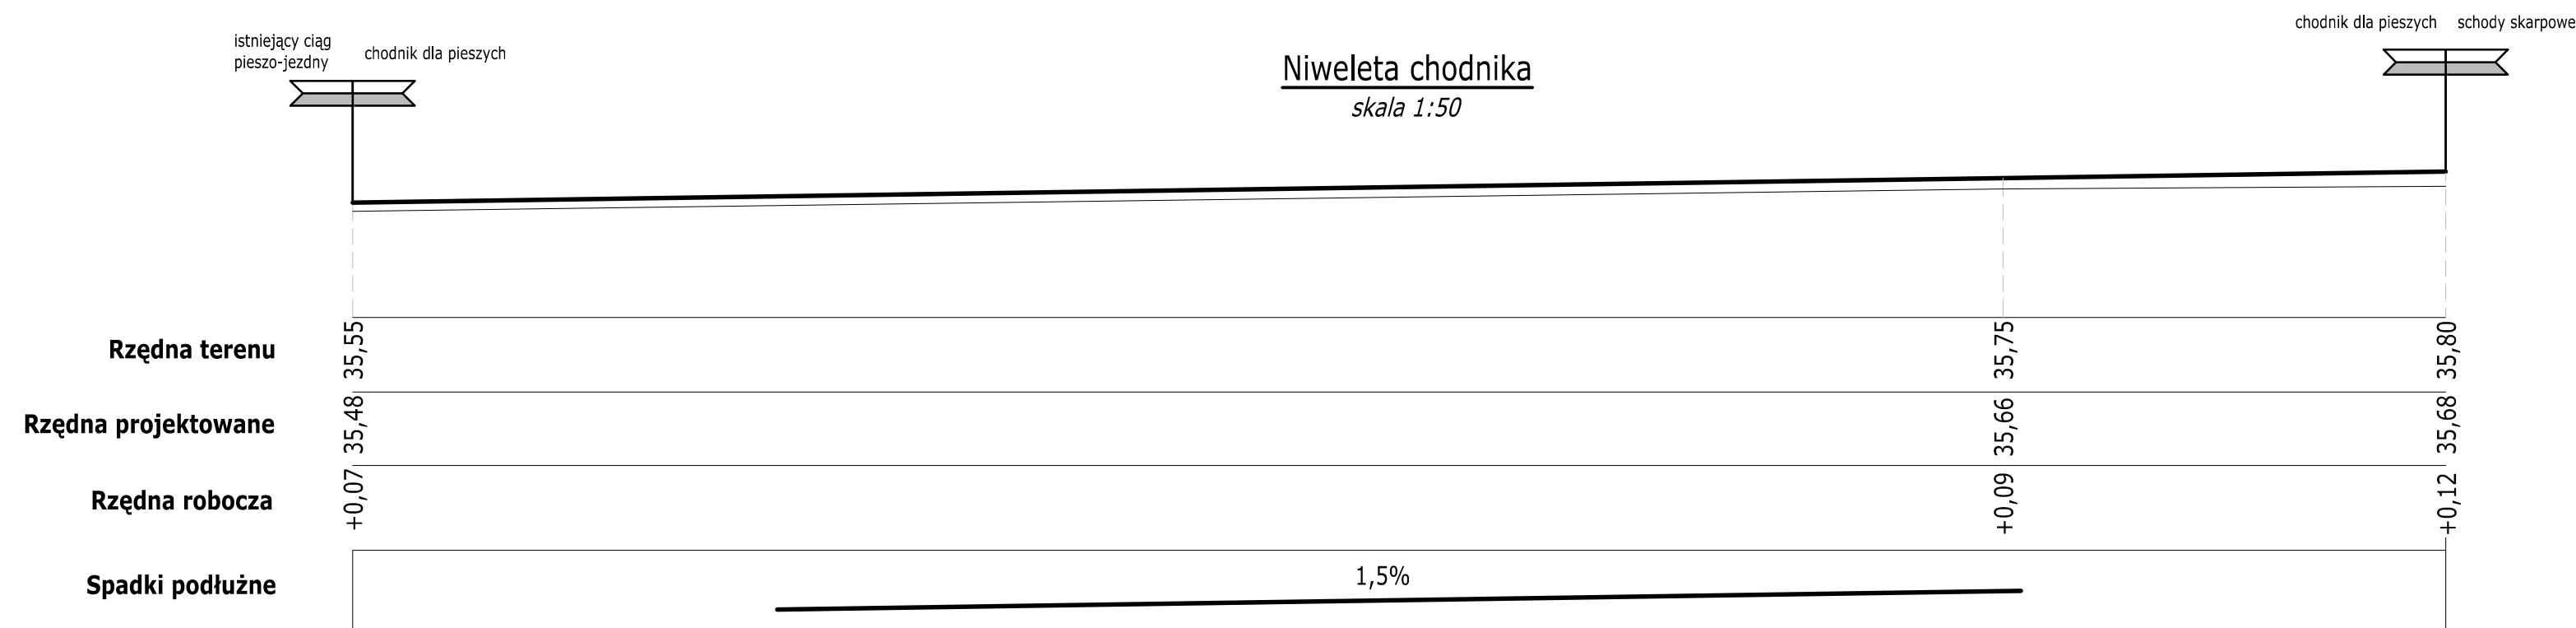 istniejący ciąg
pieszo-jezdny
chodnik dla pieszych
Niweleta chodnika
skala 1:50
chodnik dla pieszych
schody skarpowe
Rzędna terenu
35,55
35,75
35,80
Rzędna projektowane
35,48
35,66
35,68
Rzędna robocza
+0,07
+0,09
+0,12
Spadki podłużne
1,5%